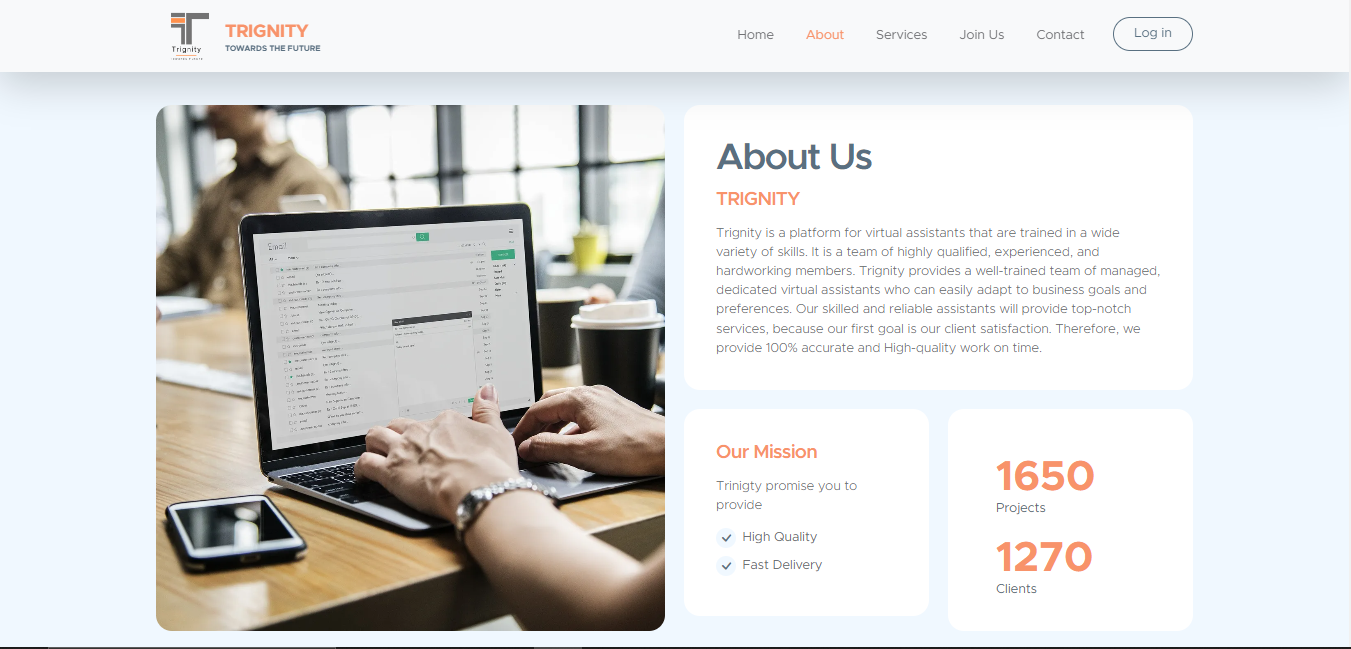 Trignity
TRIGNITY
TOWARDS THE FUTURE
Home
About
Services
Join Us
Contact
Log in
Email
About Us
TRIGNITY
Trignity is a platform for virtual assistants that are trained in a wide
variety of skills. It is a team of highly qualified, experienced, and
hardworking members. Trignity provides a well-trained team of managed,
dedicated virtual assistants who can easily adapt to business goals and
preferences. Our skilled and reliable assistants will provide top-notch
services, because our first goal is our client satisfaction. Therefore, we
provide 100% accurate and High-quality work on time.
Our Mission
Trinigty promise you to
provide
High Quality
Fast Delivery
1650
Projects
1270
Clients